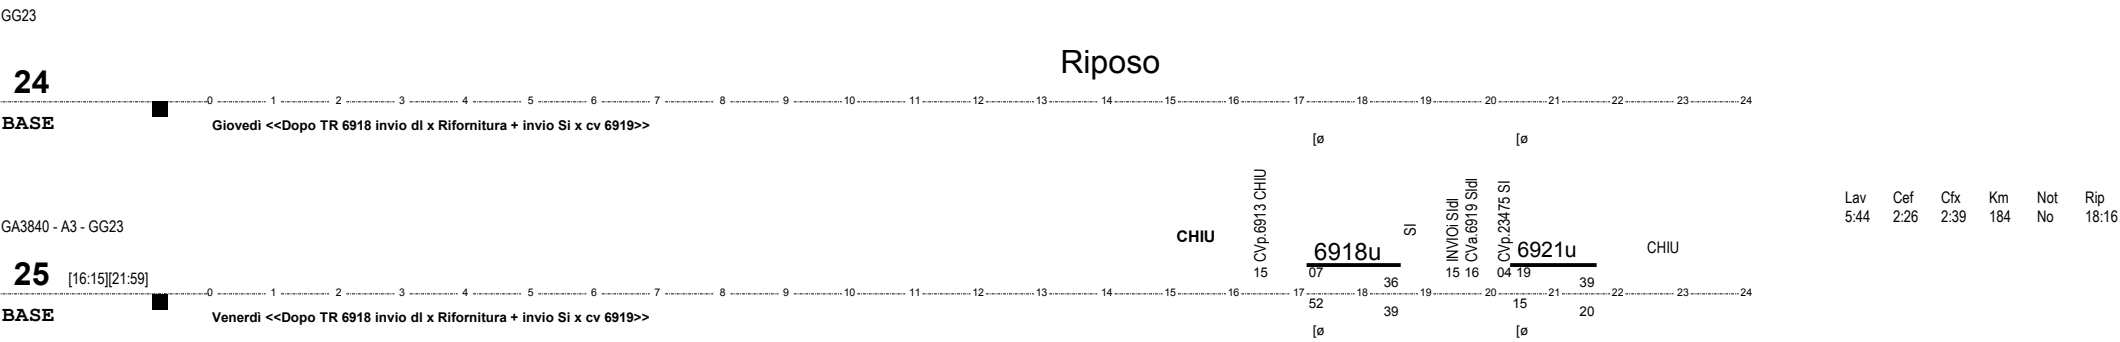 GG23
Riposo
24
0 1 2 3 4 5 6 7 8 9 10 11 12 13 14 15 16 17 18 19 20 21 22 23 24
BASE
Giovedì <<Dopo TR 6918 invio dl x Rifornitura + invio Si x cv 6919>>
[ø [ø
Lav Cef Cfx Km Not Rip
5:44 2:26 2:39 184 No 18:16
GA3840 - A3 - GG23
CHIU
CVp.6913 CHIU
6918u
SI
INVIOi SIdl
CVa.6919 SIdl
CVp.23475 SI
6921u
CHIU
25 [16:15][21:59]
15 07 36 15 16 04 19 39
0 1 2 3 4 5 6 7 8 9 10 11 12 13 14 15 16 17 18 19 20 21 22 23 24
BASE
52 39 15 20
Venerdì <<Dopo TR 6918 invio dl x Rifornitura + invio Si x cv 6919>>
[ø [ø